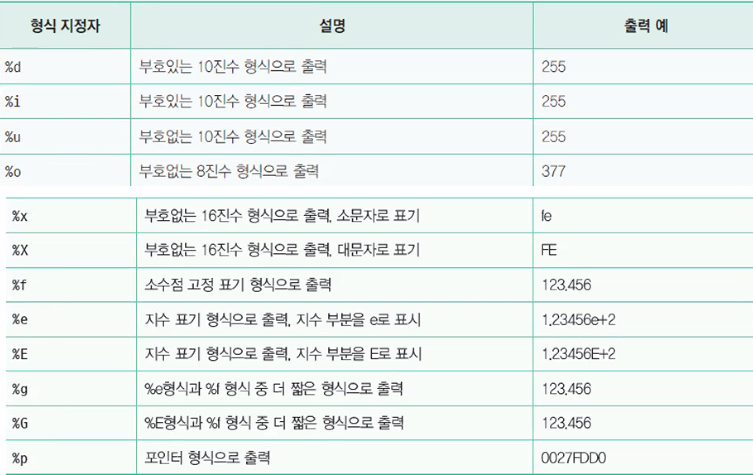 형식 지정자 설명 출력 예
%d 부호있는 10진수 형식으로 출력 255
%i 부호있는 10진수 형식으로 출력 255
%u 부호없는 10진수 형식으로 출력 255
%o 부호없는 8진수 형식으로 출력 377
%x 부호없는 16진수 형식으로 출력, 소문자로 표기 fe
%X 부호없는 16진수 형식으로 출력, 대문자로 표기 FE
%f 소수점 고정 표기 형식으로 출력 123.456
%e 지수 표기 형식으로 출력, 지수 부분을 e로 표시 1.23456e+2
%E 지수 표기 형식으로 출력, 지수 부분을 E로 표시 1.23456E+2
%g %e형식과 %f 형식 중 더 짧은 형식으로 출력 123.456
%G %E형식과 %f 형식 중 더 짧은 형식으로 출력 123.456
%p 포인터 형식으로 출력 0027FDD0